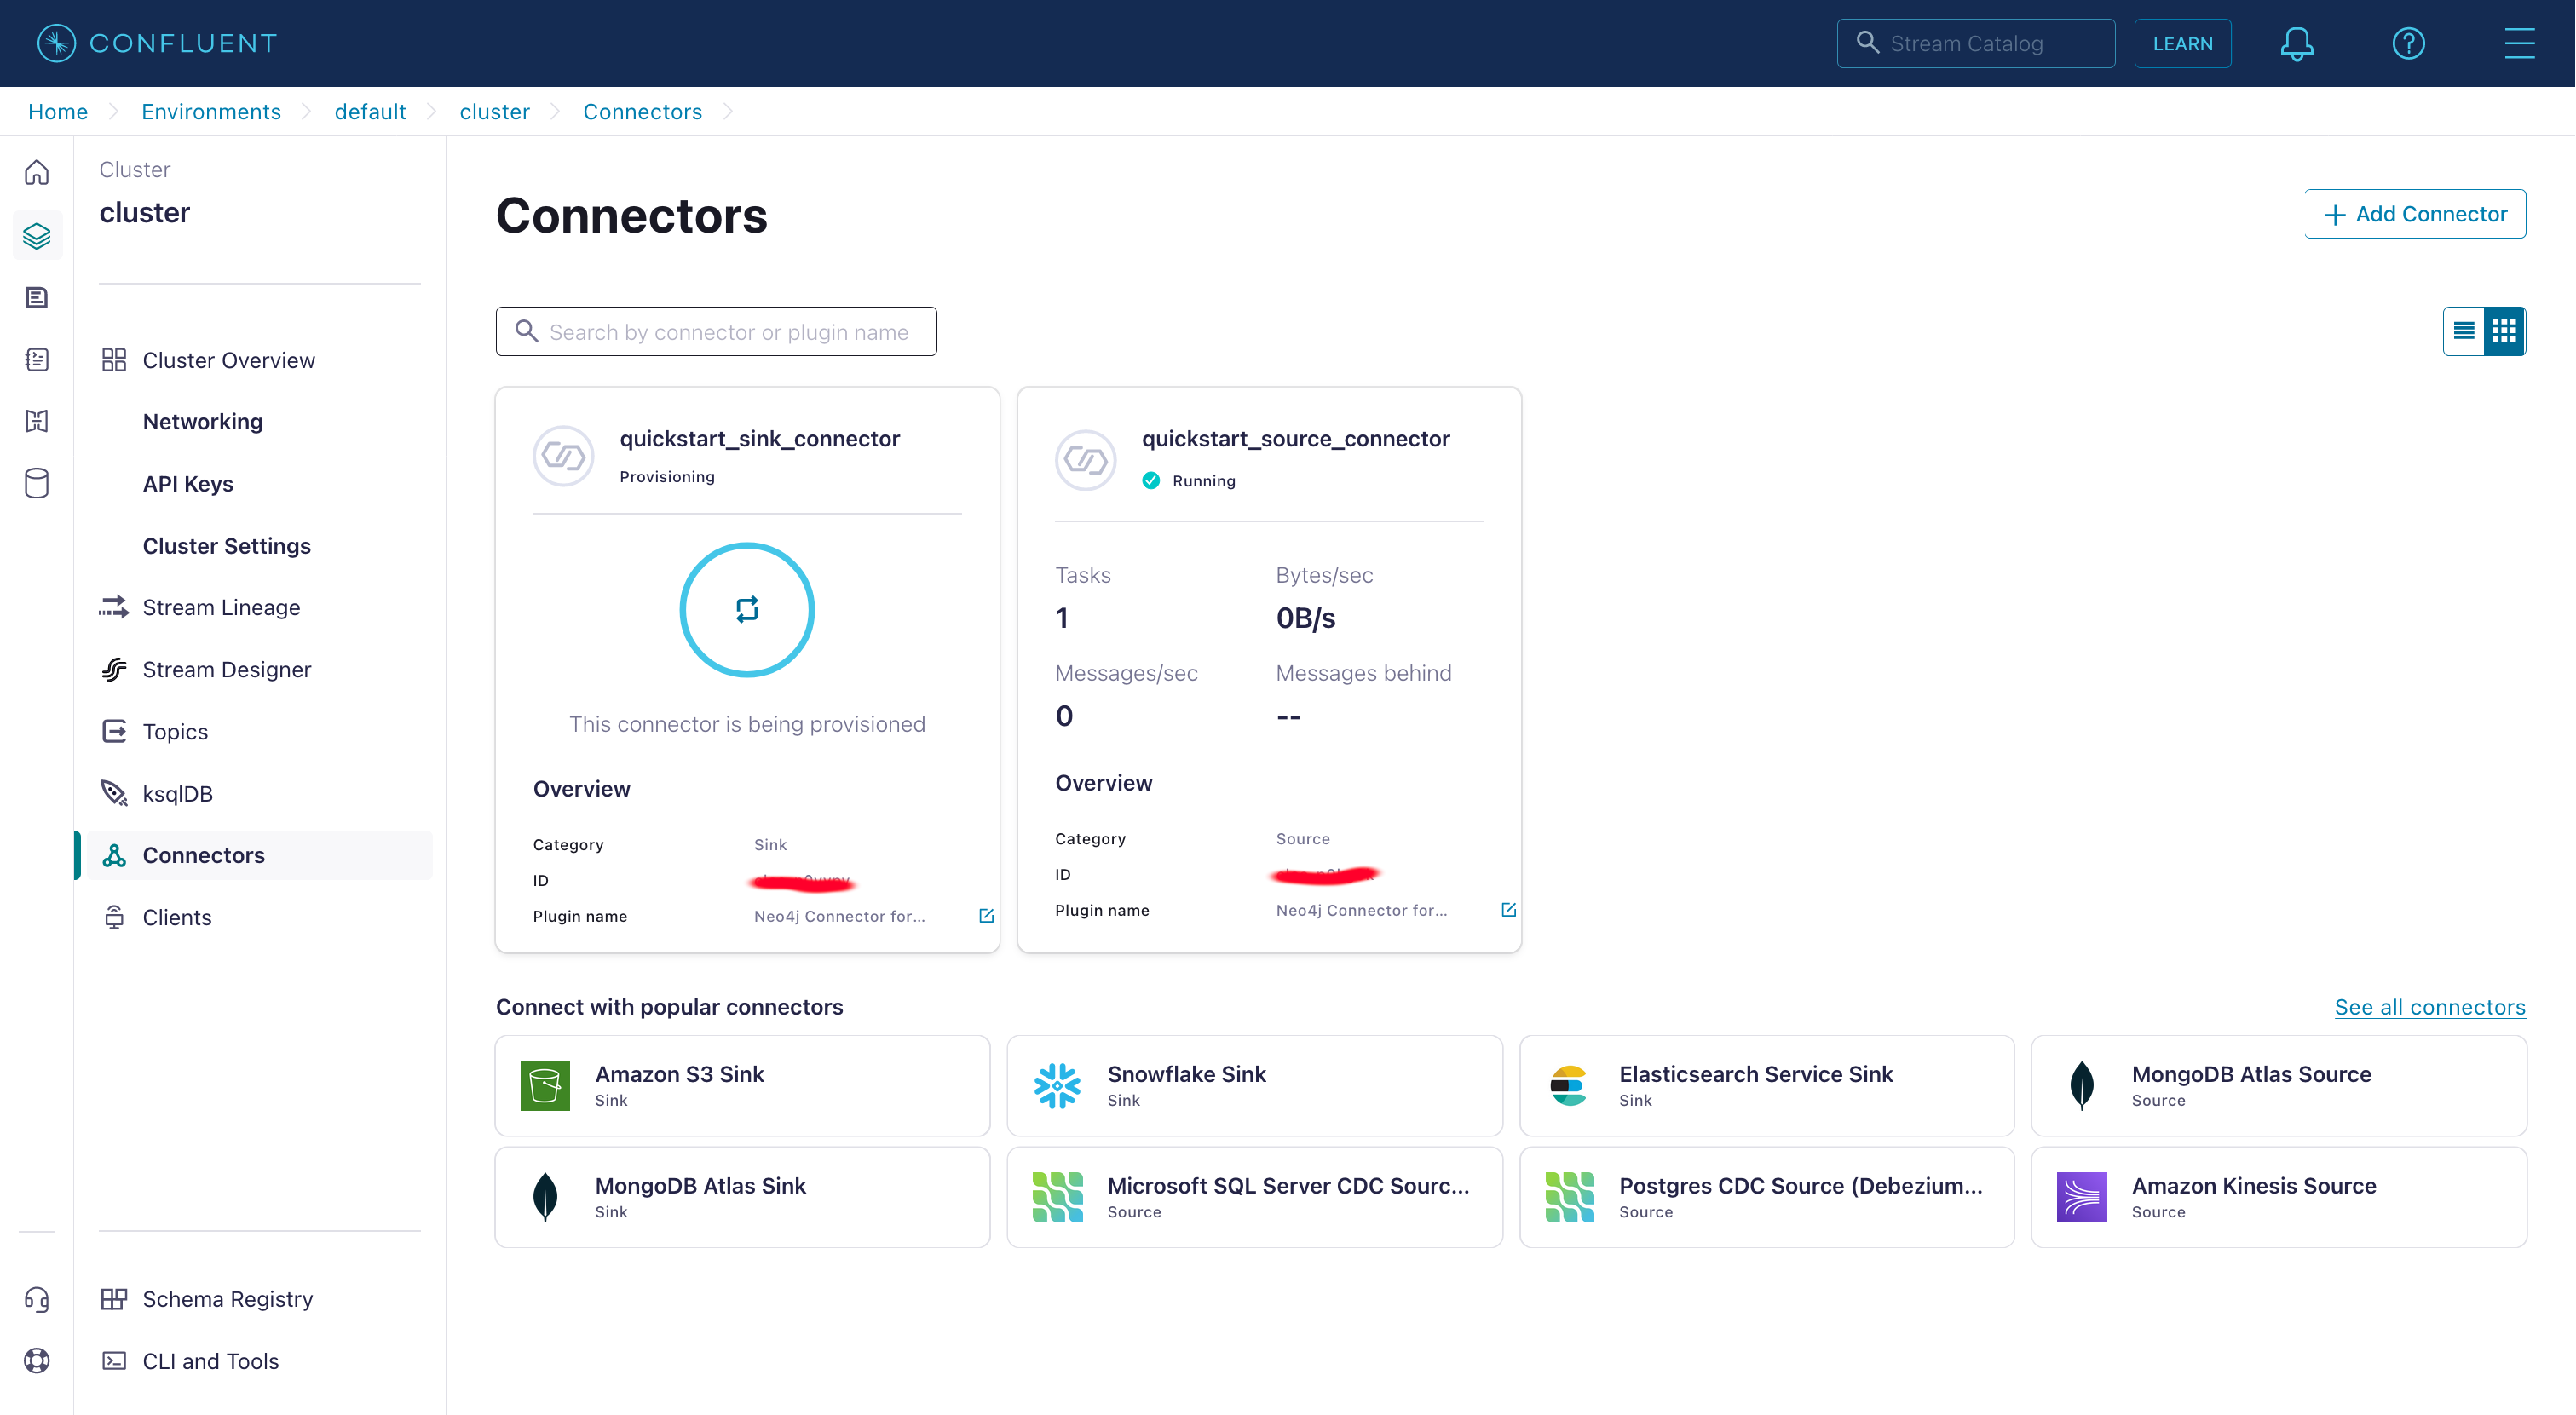 CONFLUENT
Stream Catalog
LEARN
Home
Environments
default
cluster
Connectors
Cluster
cluster
Cluster Overview
Networking
API Keys
Cluster Settings
Stream Lineage
Stream Designer
Topics
ksqlDB
Connectors
Clients
Schema Registry
CLI and Tools
Connectors
Add Connector
Search by connector or plugin name
quickstart_sink_connector
Provisioning
This connector is being provisioned
Overview
Category Sink
ID
Plugin name Neo4j Connector for...
quickstart_source_connector
Running
Tasks Bytes/sec
1 0B/s
Messages/sec Messages behind
0 --
Overview
Category Source
ID
Plugin name Neo4j Connector for...
Connect with popular connectors
See all connectors
Amazon S3 Sink
Sink
Snowflake Sink
Sink
Elasticsearch Service Sink
Sink
MongoDB Atlas Source
Source
MongoDB Atlas Sink
Sink
Microsoft SQL Server CDC Sourc...
Source
Postgres CDC Source (Debezium...
Source
Amazon Kinesis Source
Source